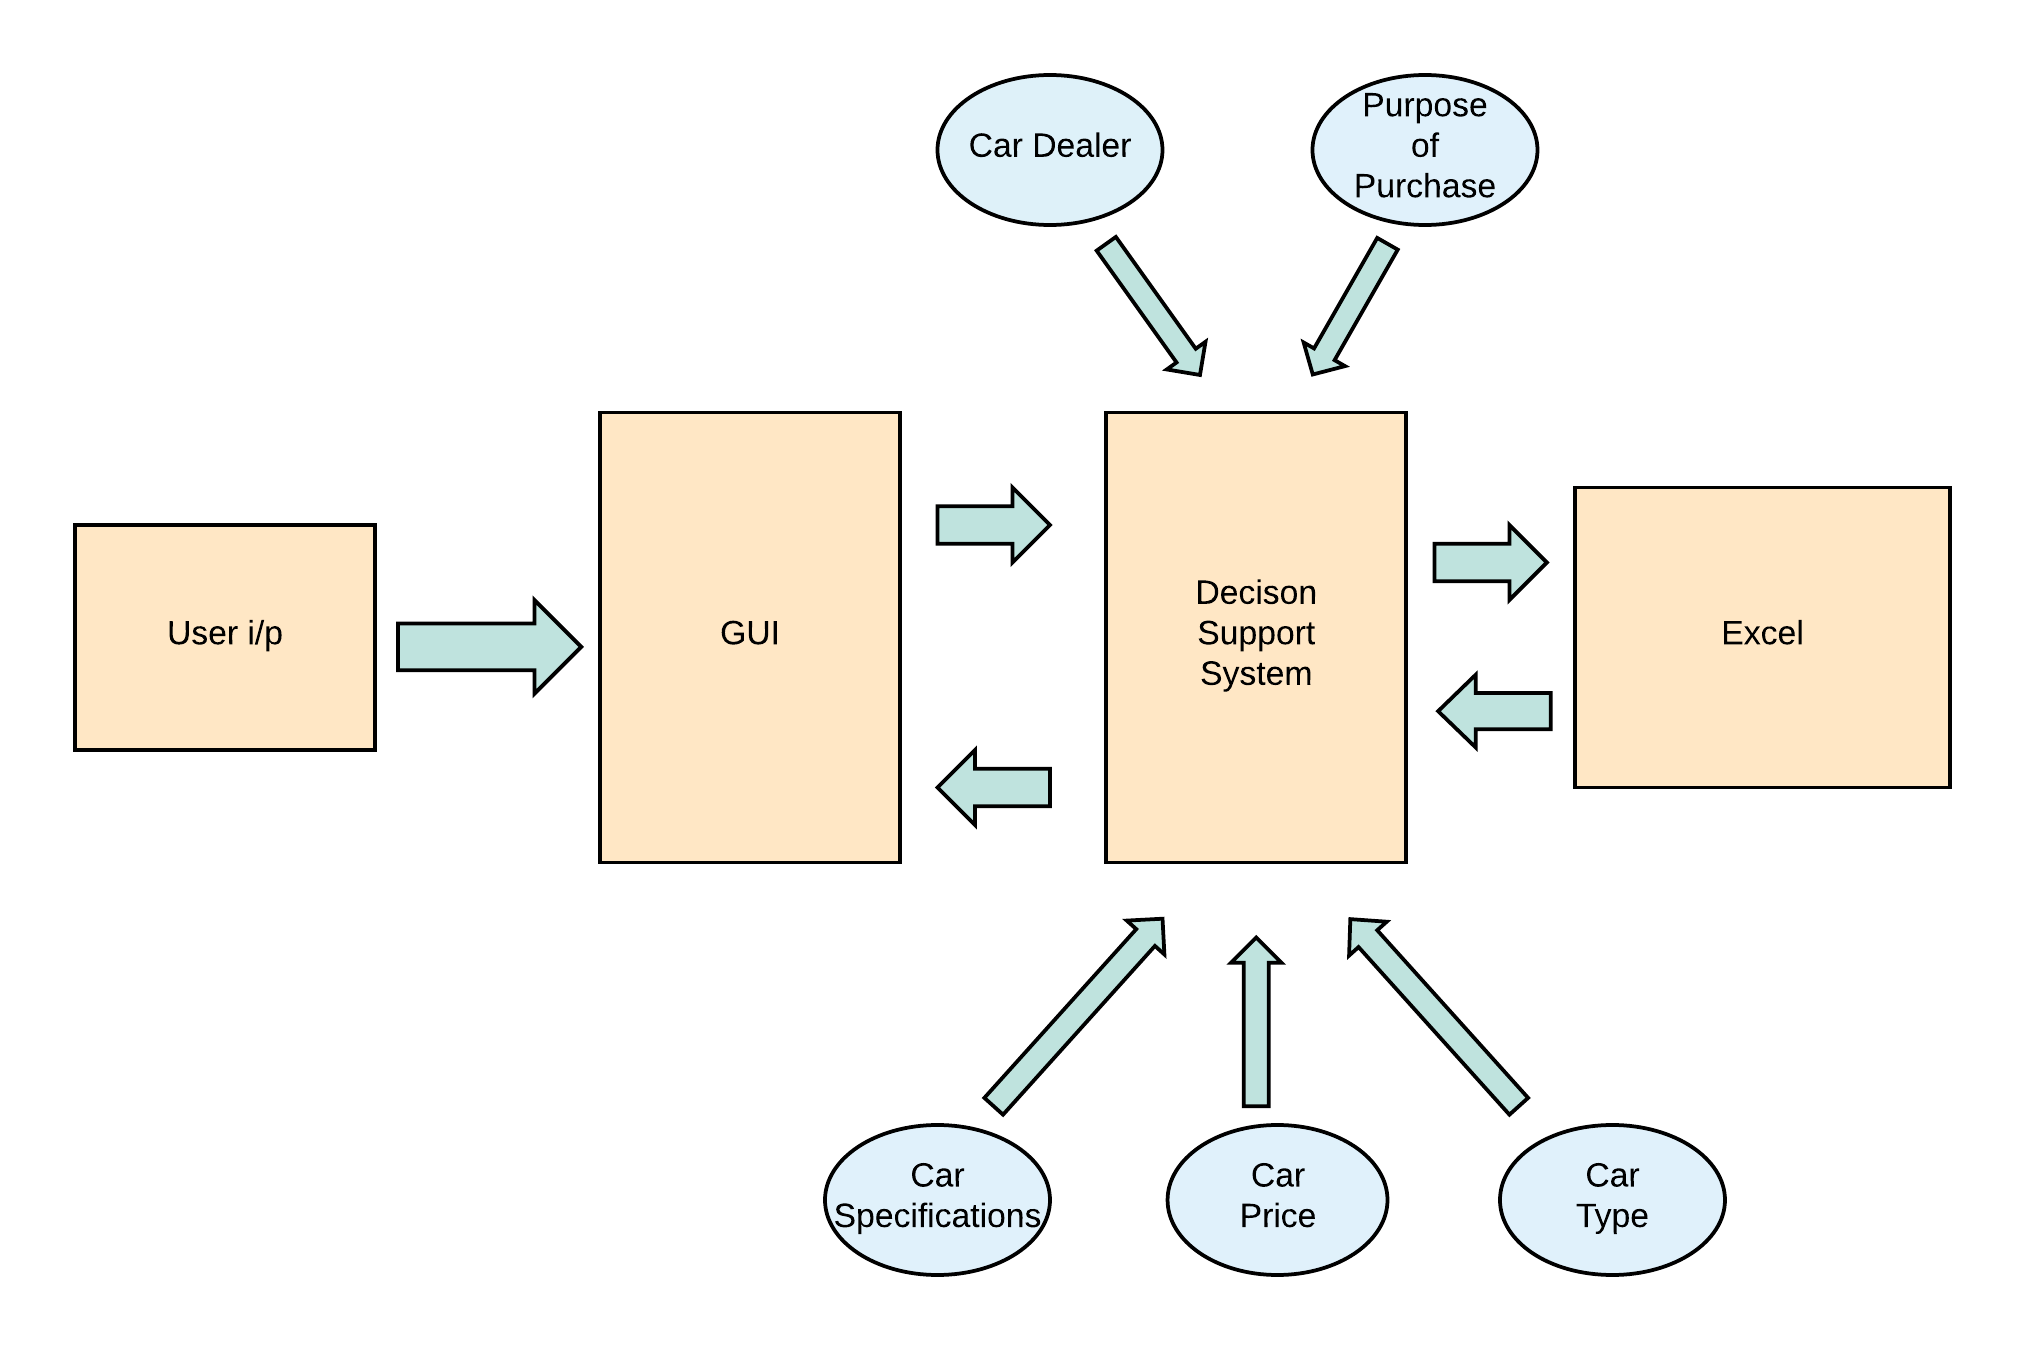 Car Dealer
Purpose
of
Purchase
User i/p
GUI
Decison
Support
System
Excel
Car
Specifications
Car
Price
Car
Type